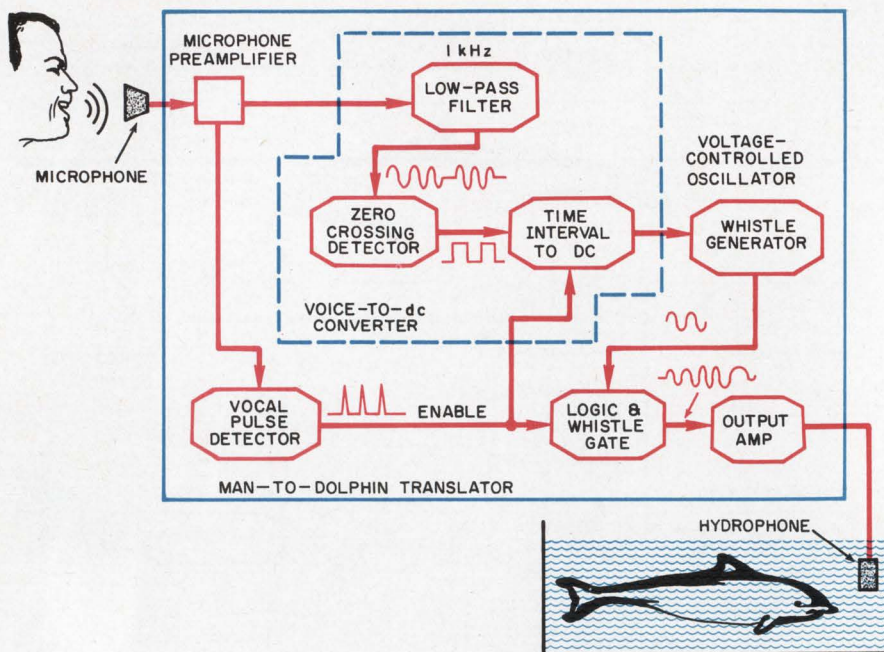 MICROPHONE
PREAMPLIFIER
1 kHz
LOW-PASS
FILTER
MICROPHONE
VOLTAGE-
CONTROLLED
OSCILLATOR
ZERO
CROSSING
DETECTOR
TIME
INTERVAL
TO DC
WHISTLE
GENERATOR
VOICE-TO-dc
CONVERTER
VOCAL
PULSE
DETECTOR
ENABLE
LOGIC &
WHISTLE
GATE
OUTPUT
AMP
MAN-TO-DOLPHIN TRANSLATOR
HYDROPHONE